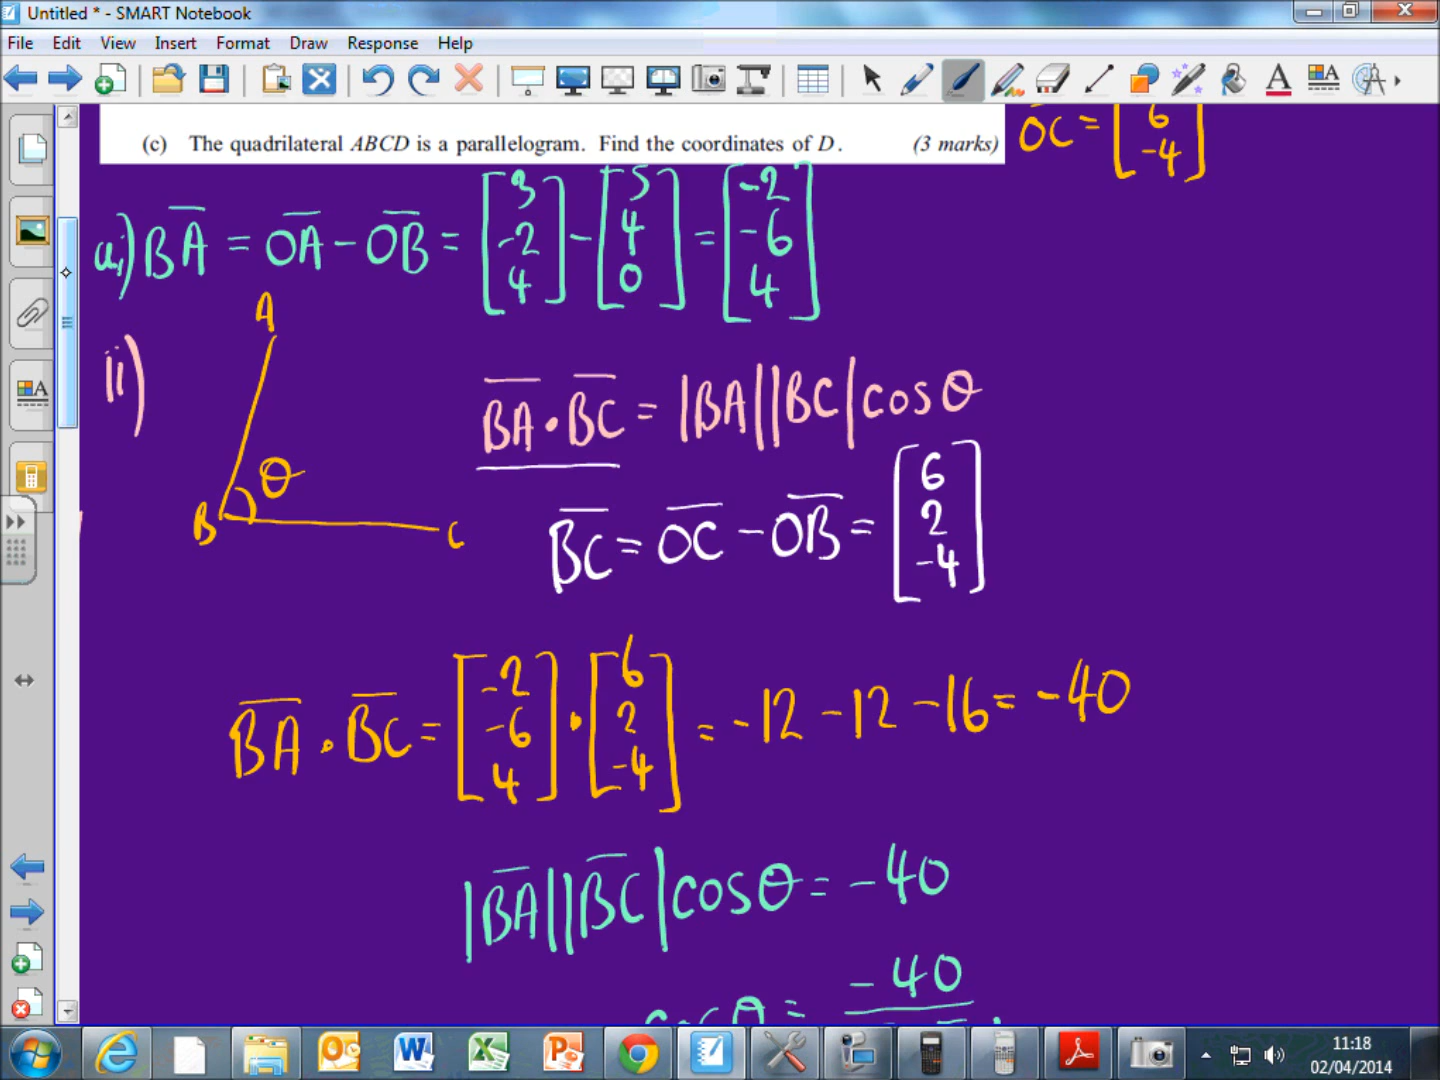 Untitled * - SMART Notebook
File Edit View Insert Format Draw Response Help
(c) The quadrilateral ABCD is a parallelogram. Find the coordinates of D. (3 marks)
OC = [6 -4]
a i) BA = OA - OB = [3 -2 4] - [5 4 0] = [-2 -6 4]
A
ii)
BA · BC = |BA||BC|cosθ
θ
B
C
BC = OC - OB = [6 2 -4]
BA · BC = [-2 -6 4] · [6 2 -4] = -12 -12 -16 = -40
|BA||BC|cosθ = -40
cosθ = -40
11:18
02/04/2014